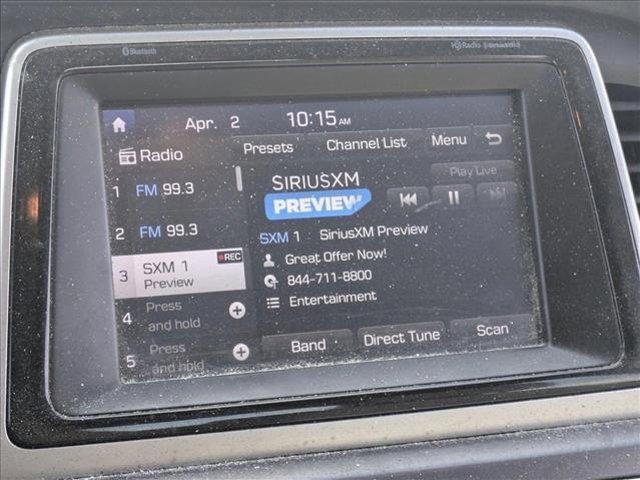 Bluetooth
HD Radio
Apr. 2
10:15 AM
Radio
Presets
Channel List
Menu
1 FM 99.3
2 FM 99.3
3 SXM 1
REC
Preview
4 Press
and hold
5 Press
and hold
SIRIUSXM
PREVIEW
Play Live
SXM 1 SiriusXM Preview
Great Offer Now!
844-711-8800
Entertainment
Band
Direct Tune
Scan